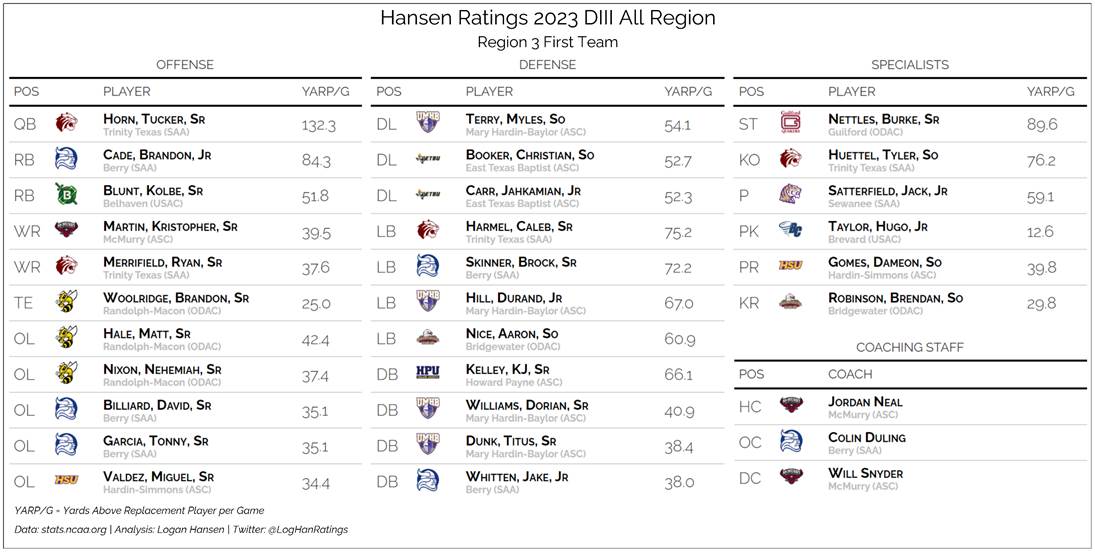 Hansen Ratings 2023 DIII All Region
Region 3 First Team
OFFENSE
POS PLAYER YARP/G
QB Horn, Tucker, Sr 132.3
Trinity Texas (SAA)
RB Cade, Brandon, Jr 84.3
Berry (SAA)
RB Blunt, Kolbe, Sr 51.8
Belhaven (USAC)
WR Martin, Kristopher, Sr 39.5
McMurry (ASC)
WR Merrifield, Ryan, Sr 37.6
Trinity Texas (SAA)
TE Woolridge, Brandon, Sr 25.0
Randolph-Macon (ODAC)
OL Hale, Matt, Sr 42.4
Randolph-Macon (ODAC)
OL Nixon, Nehemiah, Sr 37.4
Randolph-Macon (ODAC)
OL Billiard, David, Sr 35.1
Berry (SAA)
OL Garcia, Tonny, Sr 35.1
Berry (SAA)
OL HSU Valdez, Miguel, Sr 34.4
Hardin-Simmons (ASC)
DEFENSE
POS PLAYER YARP/G
DL UMHB Terry, Myles, So 54.1
Mary Hardin-Baylor (ASC)
DL ETBU Booker, Christian, So 52.7
East Texas Baptist (ASC)
DL ETBU Carr, Jahkamian, Jr 52.3
East Texas Baptist (ASC)
LB Harmel, Caleb, Sr 75.2
Trinity Texas (SAA)
LB Skinner, Brock, Sr 72.2
Berry (SAA)
LB UMHB Hill, Durand, Jr 67.0
Mary Hardin-Baylor (ASC)
LB Nice, Aaron, So 60.9
Bridgewater (ODAC)
DB HPU Kelley, KJ, Sr 66.1
Howard Payne (ASC)
DB UMHB Williams, Dorian, Sr 40.9
Mary Hardin-Baylor (ASC)
DB UMHB Dunk, Titus, Sr 38.4
Mary Hardin-Baylor (ASC)
DB Whitten, Jake, Jr 38.0
Berry (SAA)
SPECIALISTS
POS PLAYER YARP/G
ST Guilford G Quakers Nettles, Burke, Sr 89.6
Guilford (ODAC)
KO Huettel, Tyler, So 76.2
Trinity Texas (SAA)
P Satterfield, Jack, Jr 59.1
Sewanee (SAA)
PK BC Taylor, Hugo, Jr 12.6
Brevard (USAC)
PR HSU Gomes, Dameon, So 39.8
Hardin-Simmons (ASC)
KR Robinson, Brendan, So 29.8
Bridgewater (ODAC)
COACHING STAFF
POS COACH
HC Jordan Neal
McMurry (ASC)
OC Colin Duling
Berry (SAA)
DC Will Snyder
McMurry (ASC)
YARP/G = Yards Above Replacement Player per Game
Data: stats.ncaa.org | Analysis: Logan Hansen | Twitter: @LogHanRatings